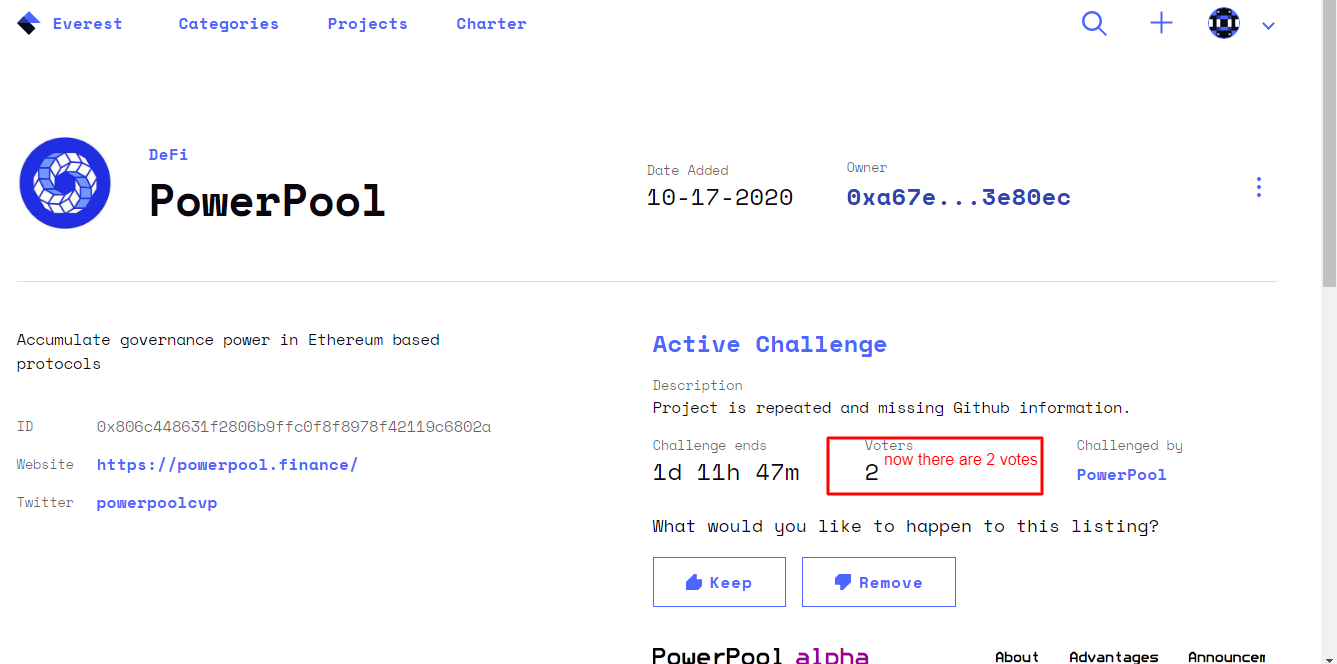 Everest Categories Projects Charter
DeFi
PowerPool
Date Added
10-17-2020
Owner
0xa67e...3e80ec
Accumulate governance power in Ethereum based
protocols
ID 0x806c448631f2806b9ffc0f8f8978f42119c6802a
Website https://powerpool.finance/
Twitter powerpoolcvp
Active Challenge
Description
Project is repeated and missing Github information.
Challenge ends
1d 11h 47m
Voters
2
now there are 2 votes
Challenged by
PowerPool
What would you like to happen to this listing?
Keep Remove
PowerPool alpha About Advantages Announcem